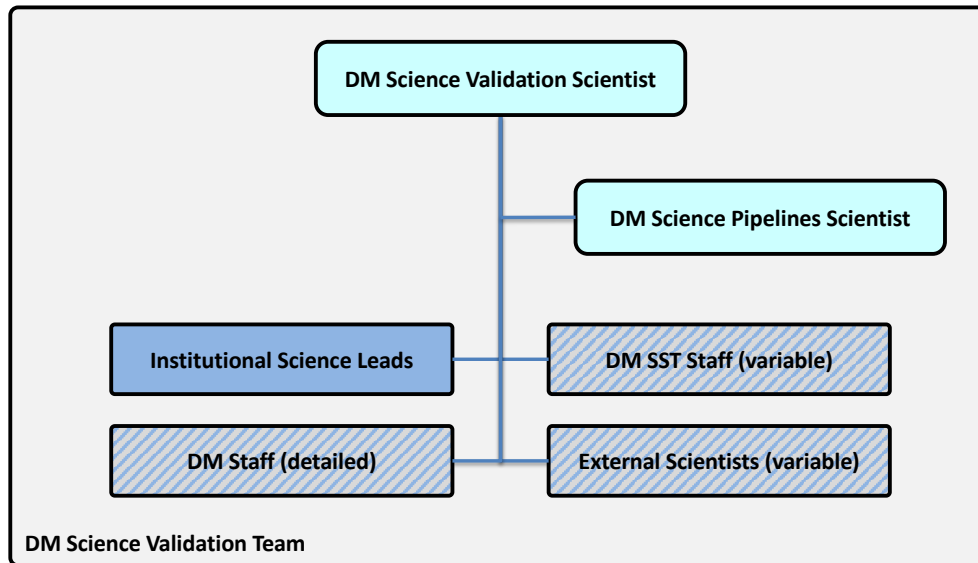 DM Science Validation Scientist
DM Science Pipelines Scientist
Institutional Science Leads
DM SST Staff (variable)
DM Staff (detailed)
External Scientists (variable)
DM Science Validation Team